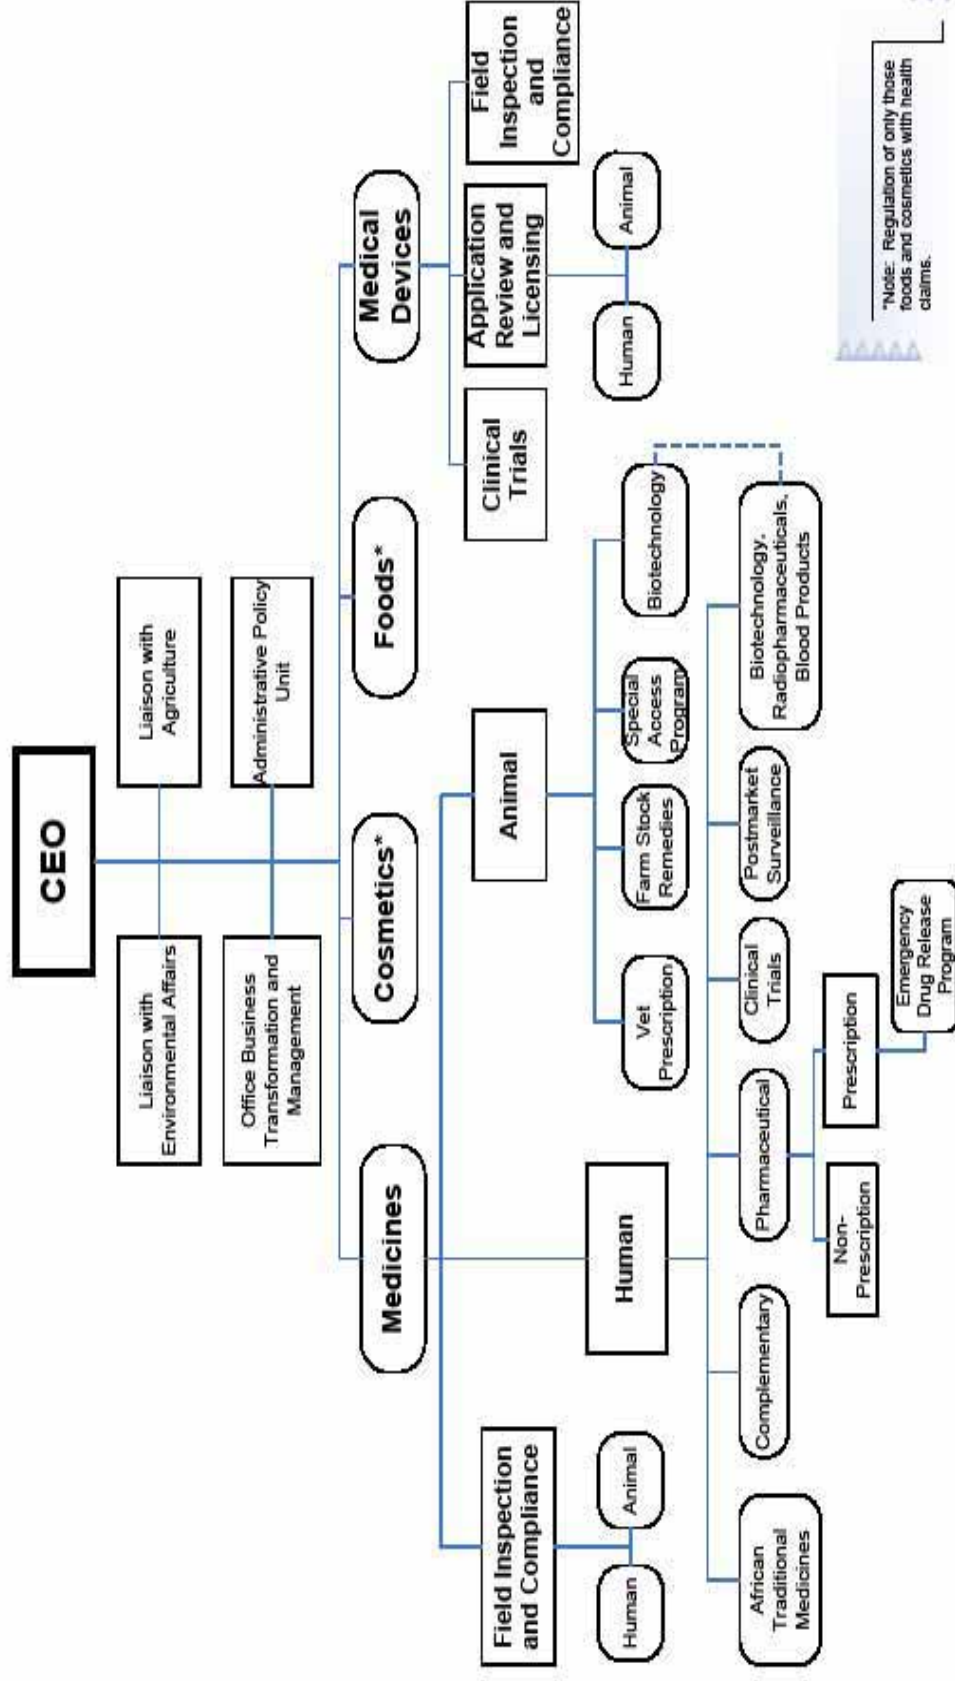 CEO
Liaison with
Environmental Affairs
Liaison with
Agriculture
Office Business
Transformation and
Management
Administrative Policy
Unit
Medicines
Cosmetics*
Foods*
Medical
Devices
Field Inspection
and Compliance
Human
Animal
Human
Animal
Clinical
Trials
Application
Review and
Licensing
Field
Inspection
and
Compliance
Human
Animal
Vet
Prescription
Farm Stock
Remedies
Special
Access
Program
Biotechnology
African
Traditional
Medicines
Complementary
Pharmaceutical
Clinical
Trials
Postmarket
Surveillance
Biotechnology,
Radiopharmaceuticals,
Blood Products
Non-
Prescription
Prescription
Emergency
Drug Release
Program
*Note: Regulation of only those
foods and cosmetics with health
claims.